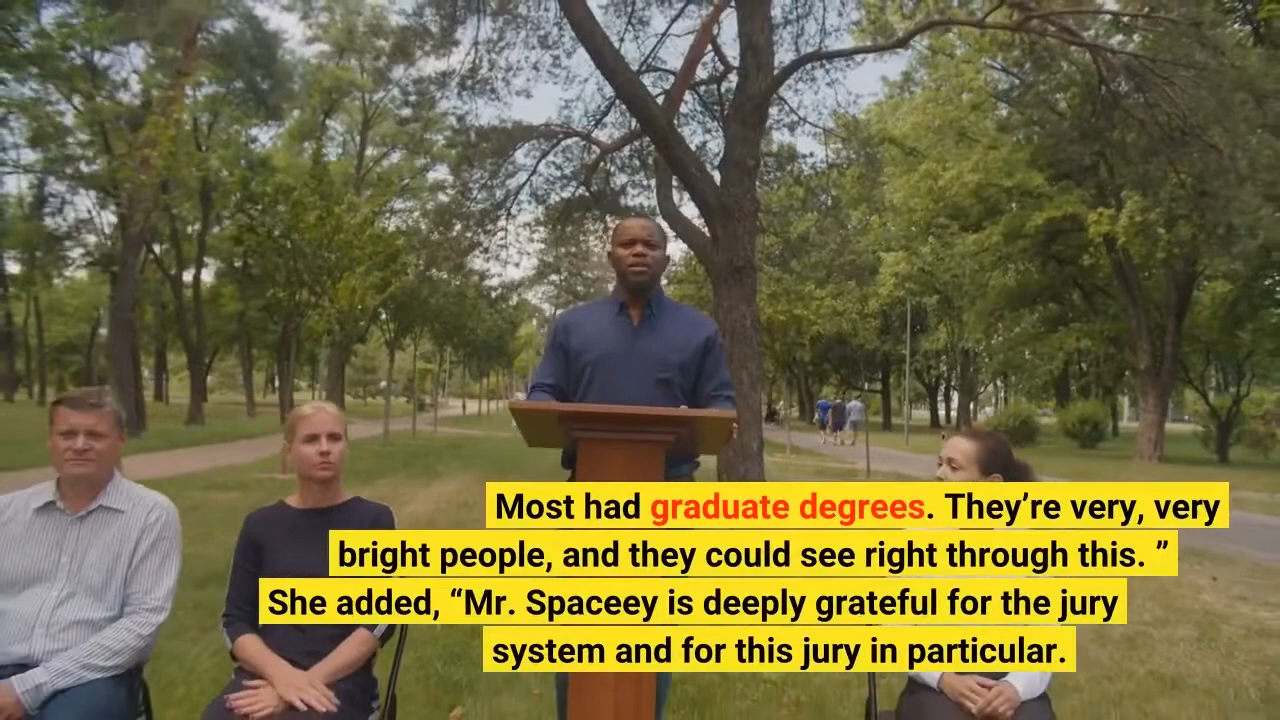 Most had graduate degrees. They’re very, very
bright people, and they could see right through this. ”
She added, “Mr. Spaceey is deeply grateful for the jury
system and for this jury in particular.